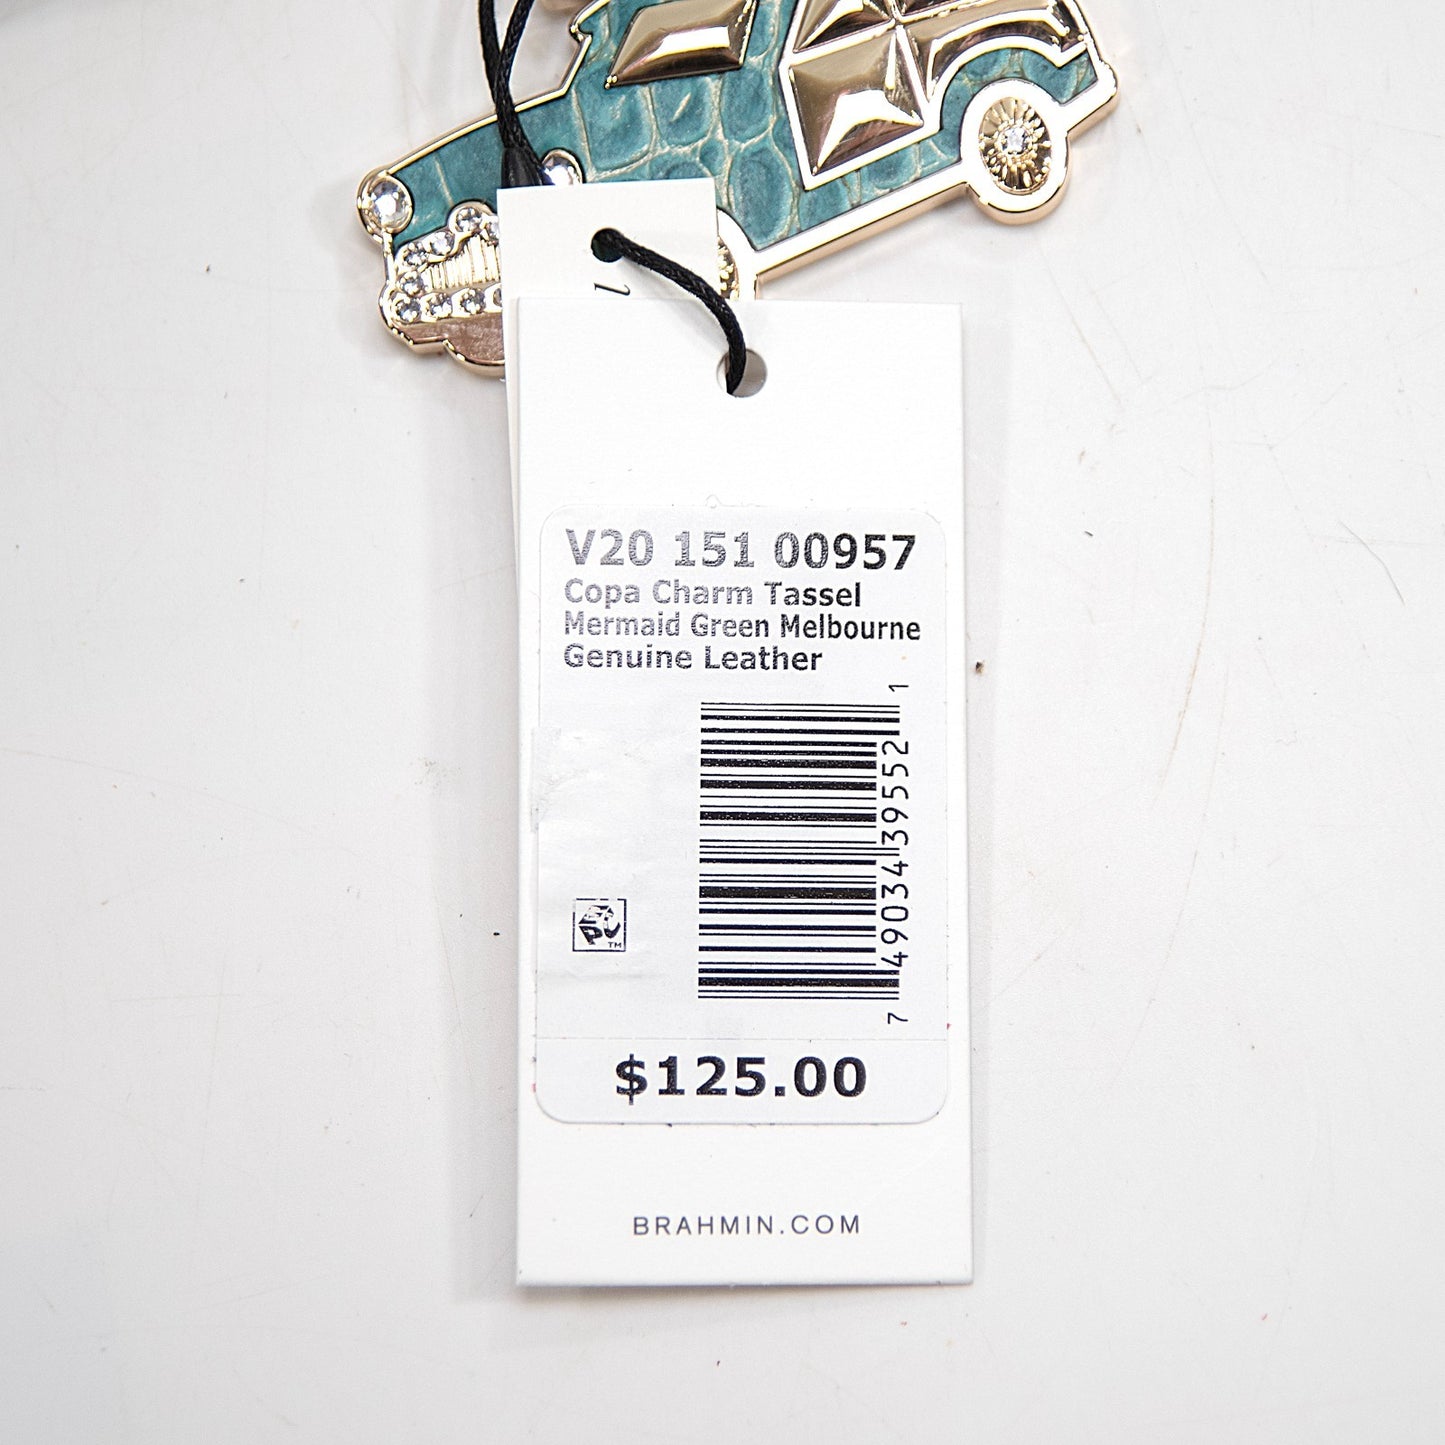 l
V20 151 00957
Copa Charm Tassel
Mermaid Green Melbourne
Genuine Leather
7 49034 39552 1
TM
$125.00
BRAHMIN.COM